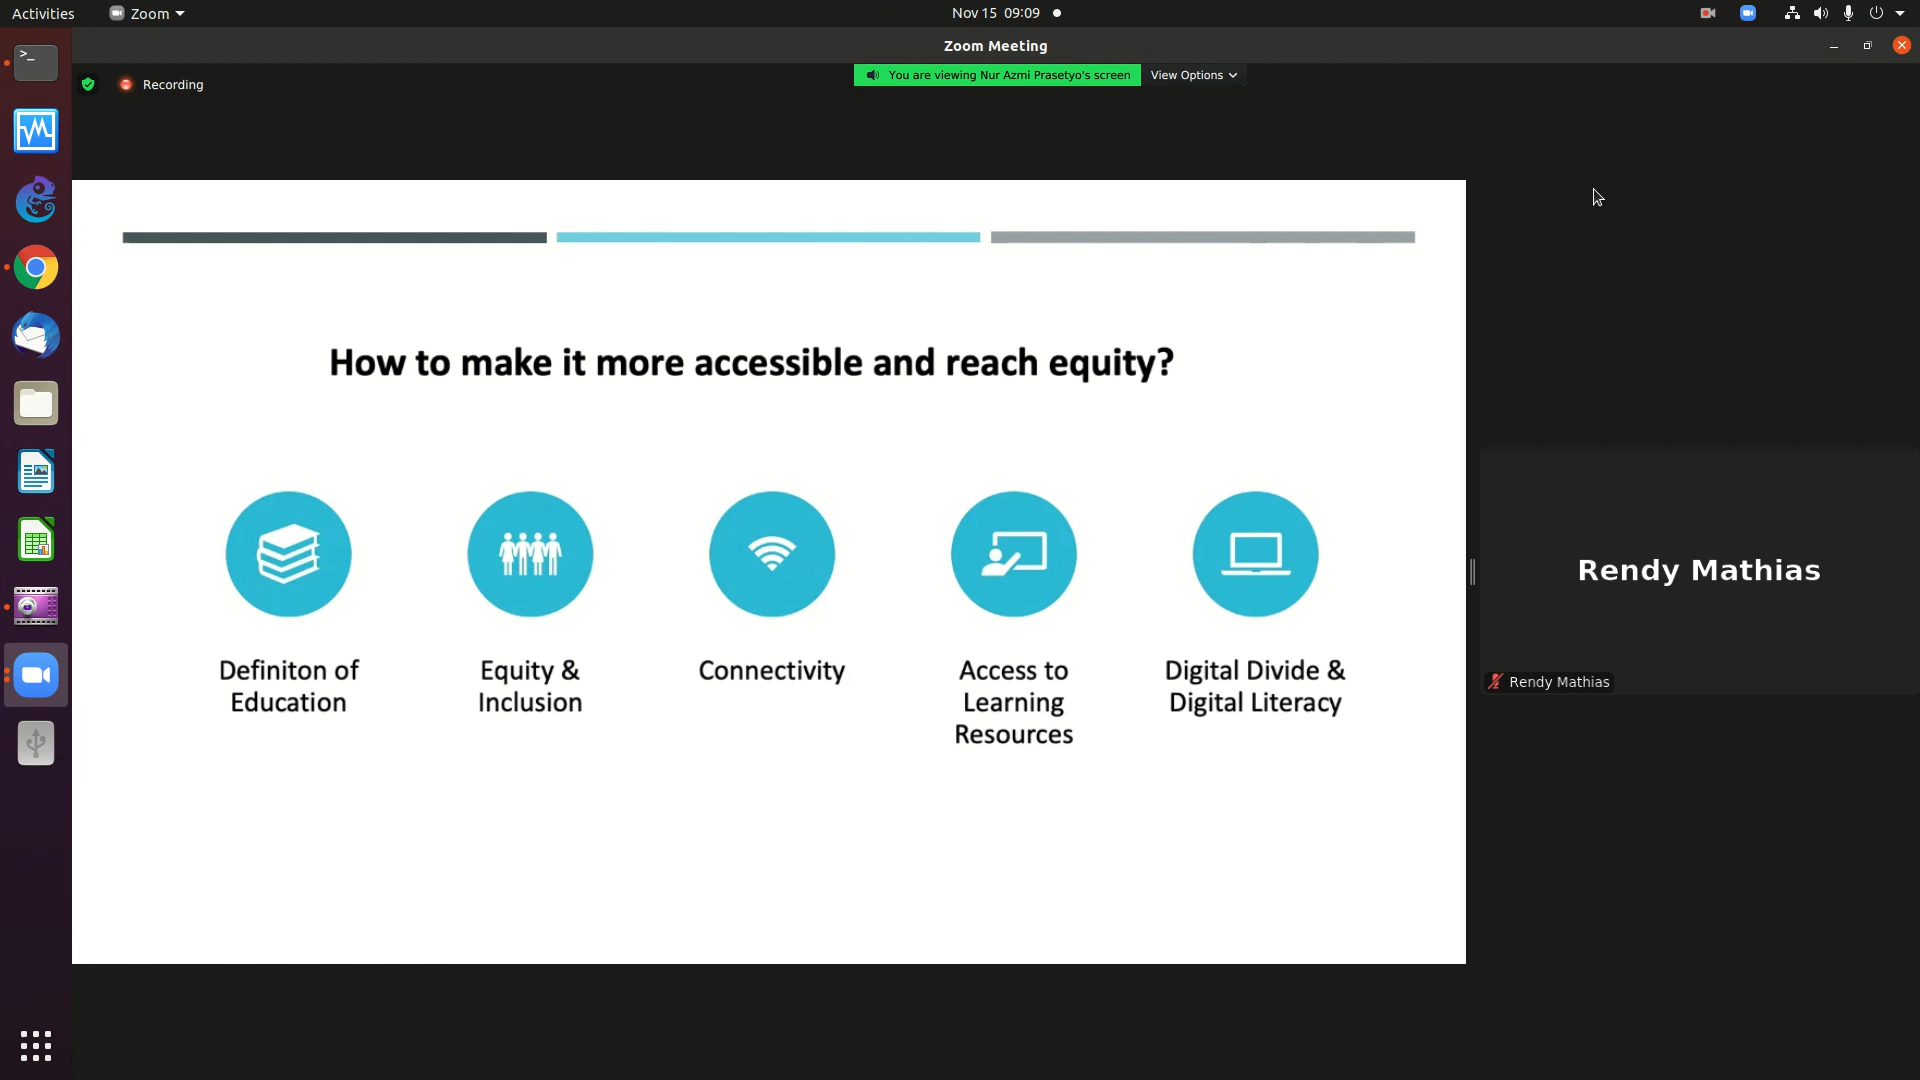 Activities
Zoom
Nov 15 09:09
Zoom Meeting
Recording
You are viewing Nur Azmi Prasetyo's screen
View Options
How to make it more accessible and reach equity?
Definiton of
Education
Equity &
Inclusion
Connectivity
Access to
Learning
Resources
Digital Divide &
Digital Literacy
Rendy Mathias
Rendy Mathias